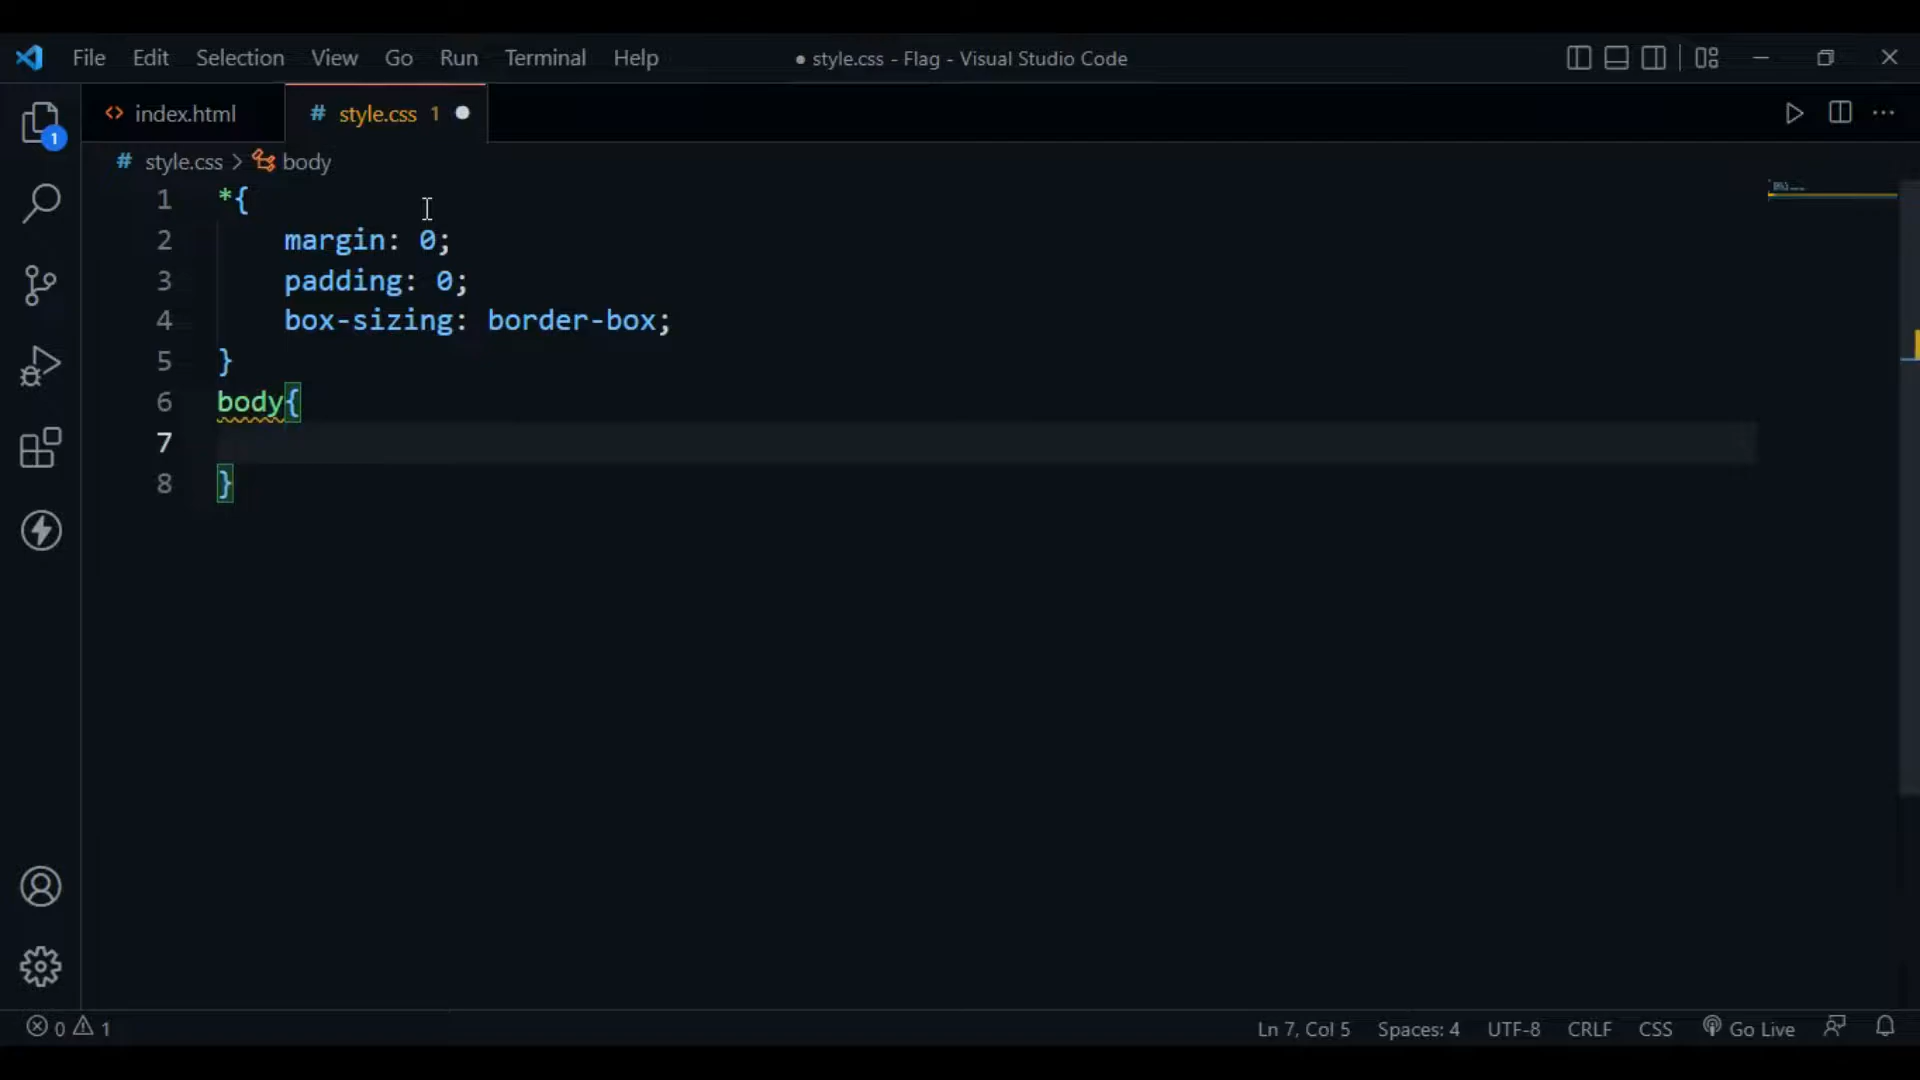 File Edit Selection View Go Run Terminal Help ● style.css - Flag - Visual Studio Code
<> index.html # style.css 1 ●
1
# style.css > body
1 *{
2 margin: 0;
3 padding: 0;
4 box-sizing: border-box;
5 }
6 body{
7
8 }
0 1 Ln 7, Col 5 Spaces: 4 UTF-8 CRLF CSS Go Live